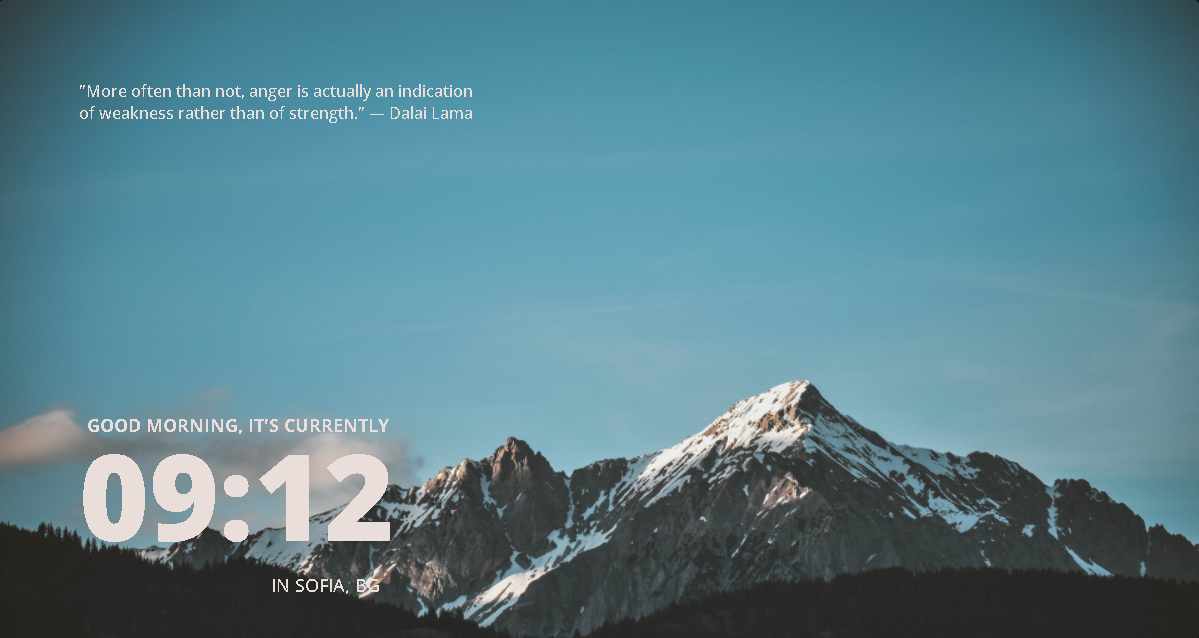 "More often than not, anger is actually an indication
of weakness rather than of strength." — Dalai Lama
GOOD MORNING, IT'S CURRENTLY
09:12
IN SOFIA, BG